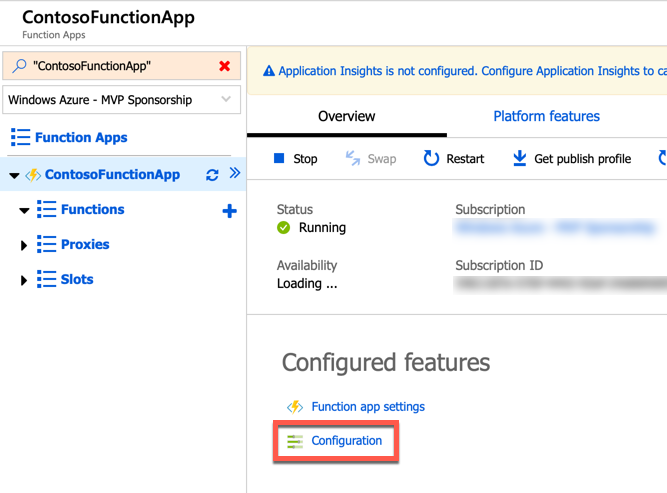 ContosoFunctionApp
Function Apps
"ContosoFunctionApp"
Windows Azure - MVP Sponsorship
Function Apps
ContosoFunctionApp
Functions
Proxies
Slots
Application Insights is not configured. Configure Application Insights to ca
Overview
Platform features
Stop
Swap
Restart
Get publish profile
Status
Running
Subscription
Availability
Loading ...
Subscription ID
Configured features
Function app settings
Configuration